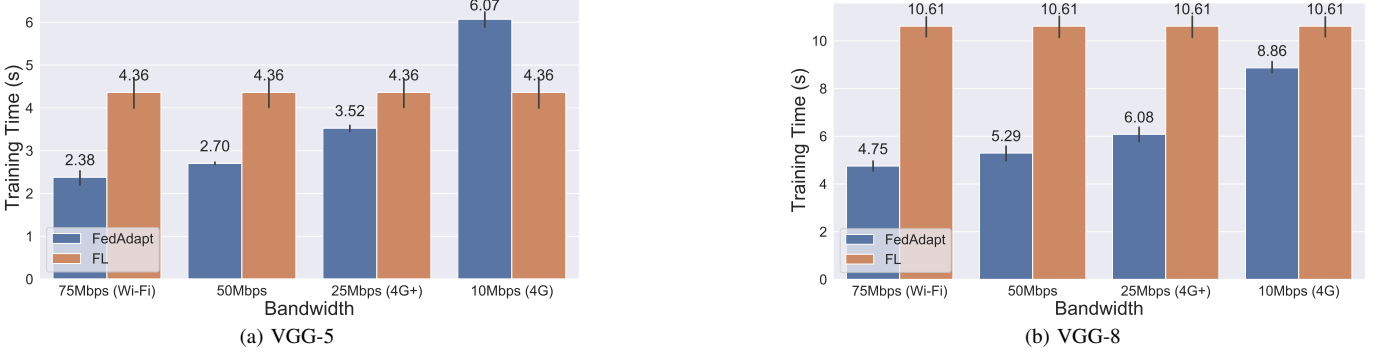 6.07
6
5
4
3
2
1
0
Training Time (s)
2.38
4.36
2.70
4.36
3.52
4.36
4.36
FedAdapt
FL
75Mbps (Wi-Fi)
50Mbps
25Mbps (4G+)
10Mbps (4G)
Bandwidth
(a) VGG-5
10
8
6
4
2
0
Training Time (s)
4.75
10.61
5.29
10.61
6.08
10.61
8.86
10.61
FedAdapt
FL
75Mbps (Wi-Fi)
50Mbps
25Mbps (4G+)
10Mbps (4G)
Bandwidth
(b) VGG-8